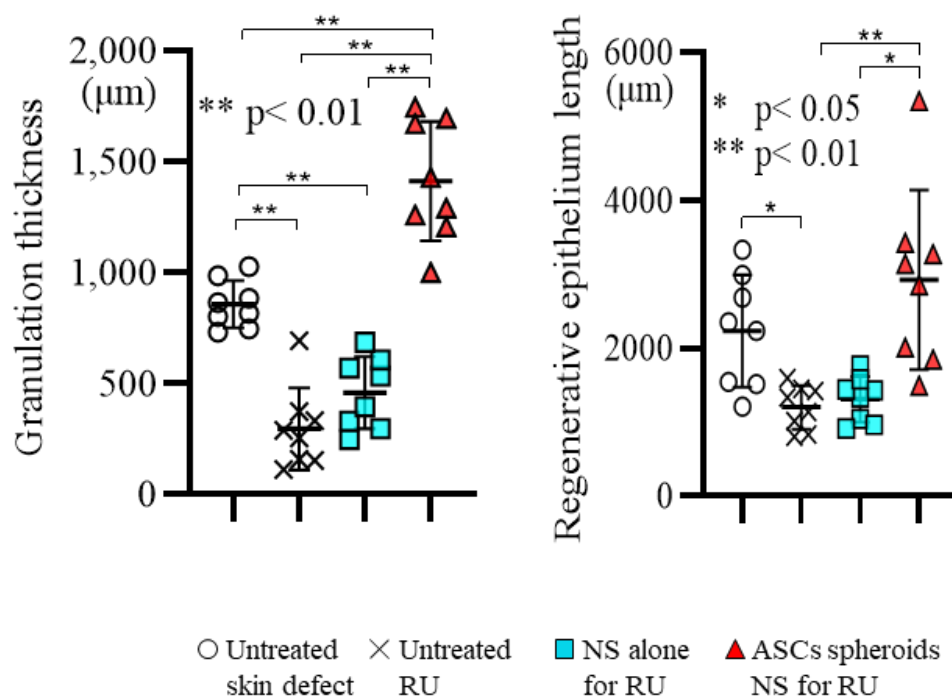 Granulation thickness
2,000
(μm)
1,500
1,000
500
0
** p< 0.01
**
**
**
**
**
Regenerative epithelium length
6000
(μm)
4000
2000
0
* p< 0.05
** p< 0.01
**
*
*
Untreated
skin defect
Untreated
RU
NS alone
for RU
ASCs spheroids
NS for RU